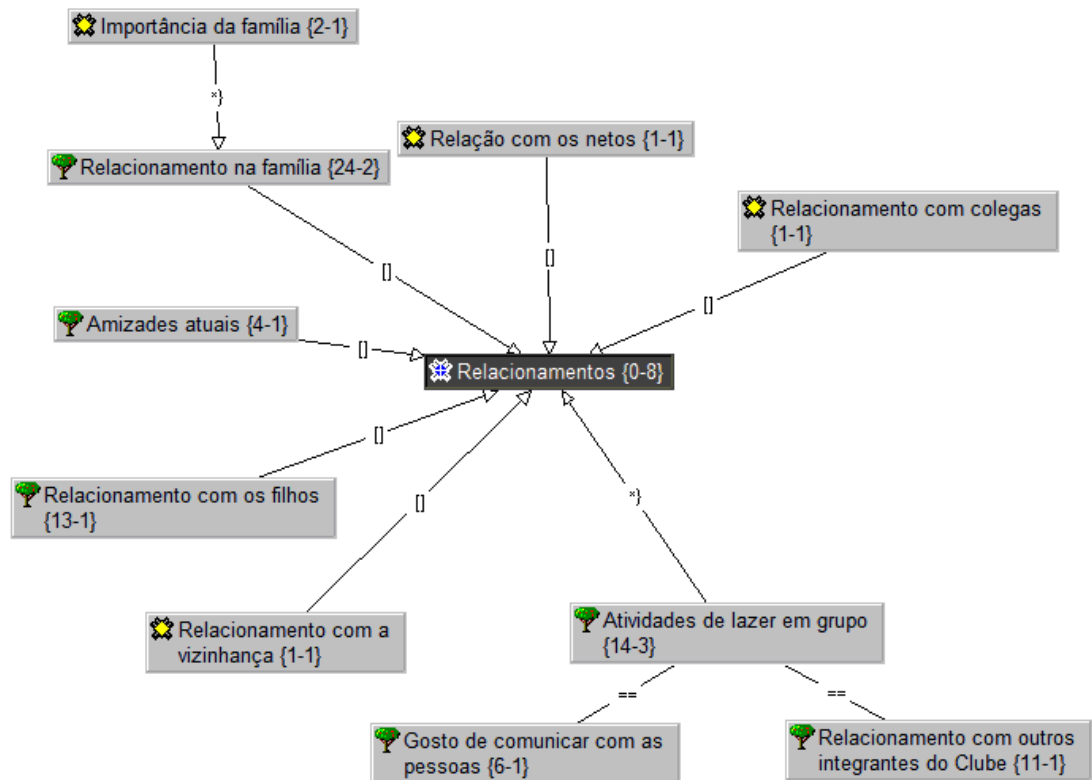 Importância da família {2-1}
*}
Relação com os netos {1-1}
Relacionamento na família {24-2}
Relacionamento com colegas
{1-1}
[]
[]
[]
Amizades atuais {4-1}
[]
Relacionamentos {0-8}
[]
Relacionamento com os filhos
{13-1}
[]
*}
Relacionamento com a
vizinhança {1-1}
Atividades de lazer em grupo
{14-3}
==
==
Gosto de comunicar com as
pessoas {6-1}
Relacionamento com outros
integrantes do Clube {11-1}